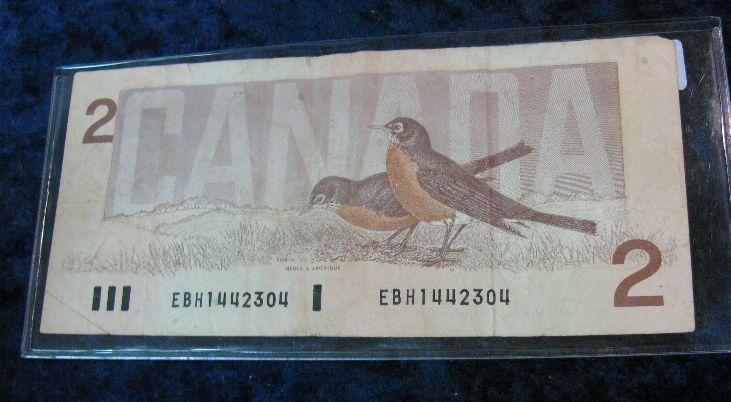 2
CANADA
ROBIN
MERLE D'AMÉRIQUE
EBH1442304 EBH1442304
2